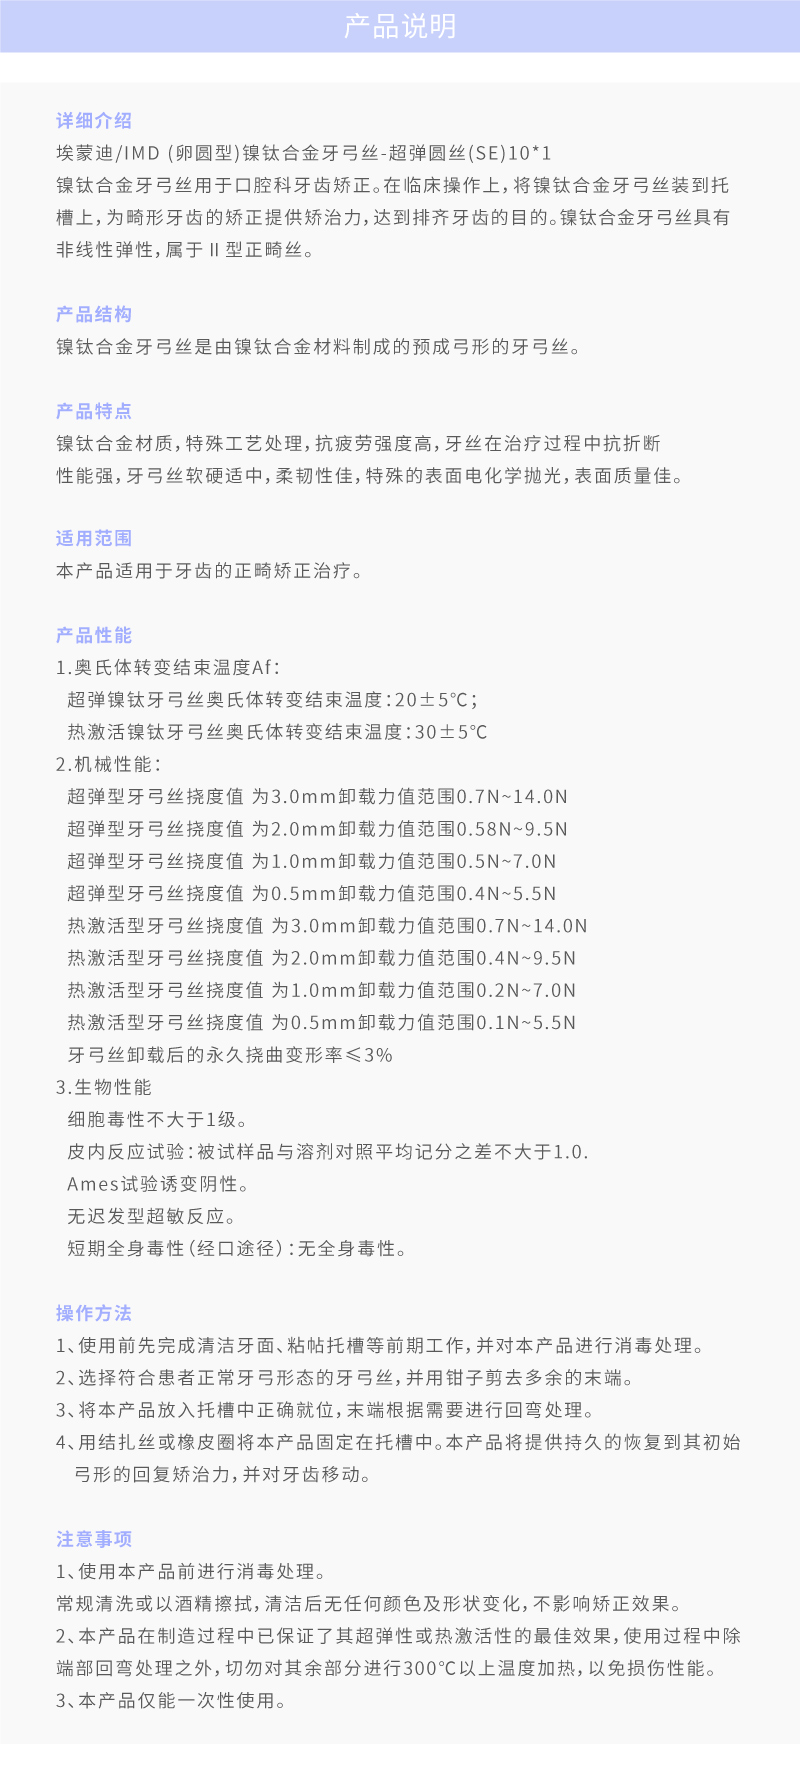 产品说明
详细介绍
埃蒙迪/IMD (卵圆型)镍钛合金牙弓丝-超弹圆丝(SE)10*1
镍钛合金牙弓丝用于口腔科牙齿矫正。在临床操作上，将镍钛合金牙弓丝装到托
槽上，为畸形牙齿的矫正提供矫治力，达到排齐牙齿的目的。镍钛合金牙弓丝具有
非线性弹性，属于Ⅱ型正畸丝。
产品结构
镍钛合金牙弓丝是由镍钛合金材料制成的预成弓形的牙弓丝。
产品特点
镍钛合金材质，特殊工艺处理，抗疲劳强度高，牙丝在治疗过程中抗折断
性能强，牙弓丝软硬适中，柔韧性佳，特殊的表面电化学抛光，表面质量佳。
适用范围
本产品适用于牙齿的正畸矫正治疗。
产品性能
1.奥氏体转变结束温度Af：
超弹镍钛牙弓丝奥氏体转变结束温度：20±5℃；
热激活镍钛牙弓丝奥氏体转变结束温度：30±5℃
2.机械性能：
超弹型牙弓丝挠度值 为3.0mm卸载力值范围0.7N~14.0N
超弹型牙弓丝挠度值 为2.0mm卸载力值范围0.58N~9.5N
超弹型牙弓丝挠度值 为1.0mm卸载力值范围0.5N~7.0N
超弹型牙弓丝挠度值 为0.5mm卸载力值范围0.4N~5.5N
热激活型牙弓丝挠度值 为3.0mm卸载力值范围0.7N~14.0N
热激活型牙弓丝挠度值 为2.0mm卸载力值范围0.4N~9.5N
热激活型牙弓丝挠度值 为1.0mm卸载力值范围0.2N~7.0N
热激活型牙弓丝挠度值 为0.5mm卸载力值范围0.1N~5.5N
牙弓丝卸载后的永久挠曲变形率≤3%
3.生物性能
细胞毒性不大于1级。
皮内反应试验：被试样品与溶剂对照平均记分之差不大于1.0.
Ames试验诱变阴性。
无迟发型超敏反应。
短期全身毒性（经口途径）：无全身毒性。
操作方法
1、使用前先完成清洁牙面、粘帖托槽等前期工作，并对本产品进行消毒处理。
2、选择符合患者正常牙弓形态的牙弓丝，并用钳子剪去多余的末端。
3、将本产品放入托槽中正确就位，末端根据需要进行回弯处理。
4、用结扎丝或橡皮圈将本产品固定在托槽中。本产品将提供持久的恢复到其初始
弓形的回复矫治力，并对牙齿移动。
注意事项
1、使用本产品前进行消毒处理。
常规清洗或以酒精擦拭，清洁后无任何颜色及形状变化，不影响矫正效果。
2、本产品在制造过程中已保证了其超弹性或热激活性的最佳效果，使用过程中除
端部回弯处理之外，切勿对其余部分进行300℃以上温度加热，以免损伤性能。
3、本产品仅能一次性使用。